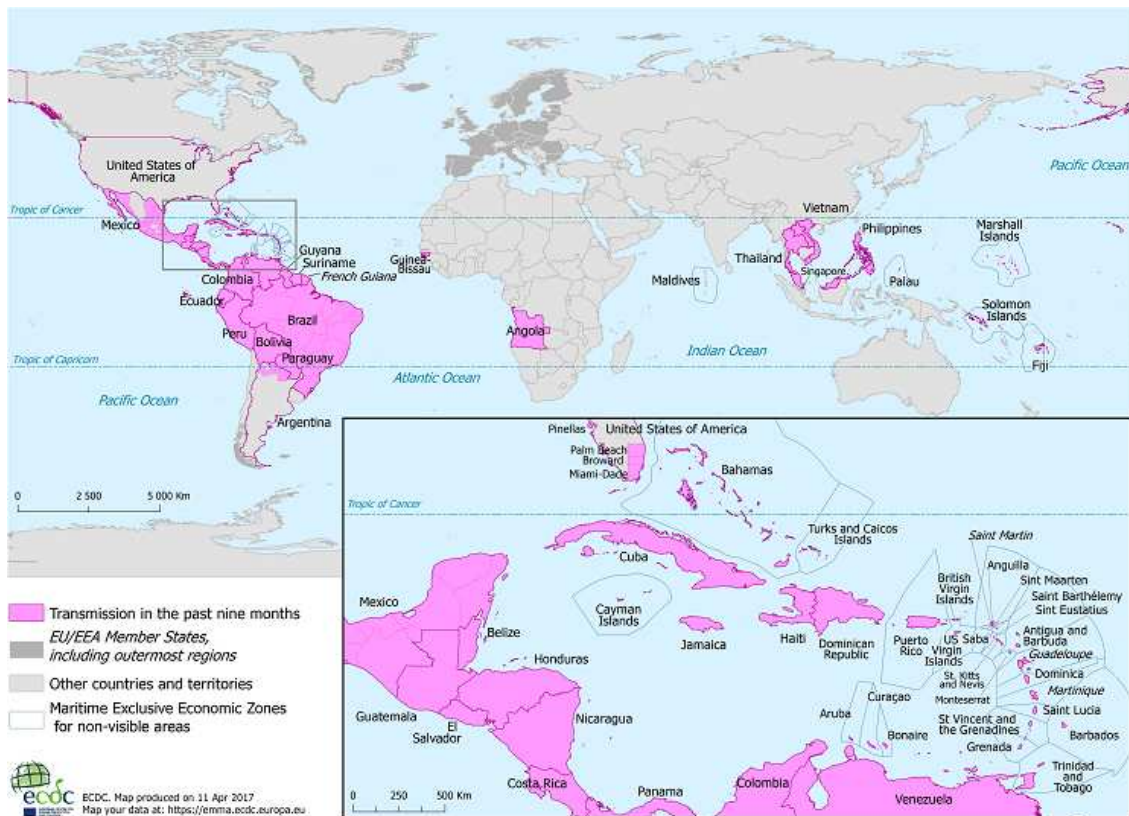 United States of
America
Pacific Ocean
Tropic of Cancer
Mexico
Vietnam
Philippines
Marshall
Islands
Guyana
Suriname
French Guiana
Guinea-
Bissau
Thailand
Singapore
Maldives
Palau
Colombia
Ecuador
Solomon
Islands
Brazil
Angola
Peru
Bolivia
Indian Ocean
Tropic of Capricorn
Paraguay
Fiji
Atlantic Ocean
Pacific Ocean
Argentina
0 2 500 5 000 Km
Pinellas
United States of America
Palm Beach
Broward
Miami-Dade
Bahamas
Tropic of Cancer
Turks and Caicos
Islands
Saint Martin
Cuba
Anguilla
British
Virgin
Islands
Sint Maarten
Saint Barthélemy
Sint Eustatius
Mexico
Cayman
Islands
Belize
Jamaica
Haiti
Dominican
Republic
Puerto
Rico
US
Virgin
Islands
Saba
Antigua and
Barbuda
Guadeloupe
St. Kitts
and Nevis
Dominica
Honduras
Monteserrat
Martinique
Curaçao
Aruba
Saint Lucia
Guatemala
El
Salvador
Nicaragua
Bonaire
St Vincent and
the Grenadines
Barbados
Grenada
Trinidad
and
Tobago
Costa Rica
Panama
Colombia
Venezuela
0 250 500 Km
Transmission in the past nine months
EU/EEA Member States,
including outermost regions
Other countries and territories
Maritime Exclusive Economic Zones
for non-visible areas
ecdc
ECDC. Map produced on 11 Apr 2017
Map your data at: https://emma.ecdc.europa.eu